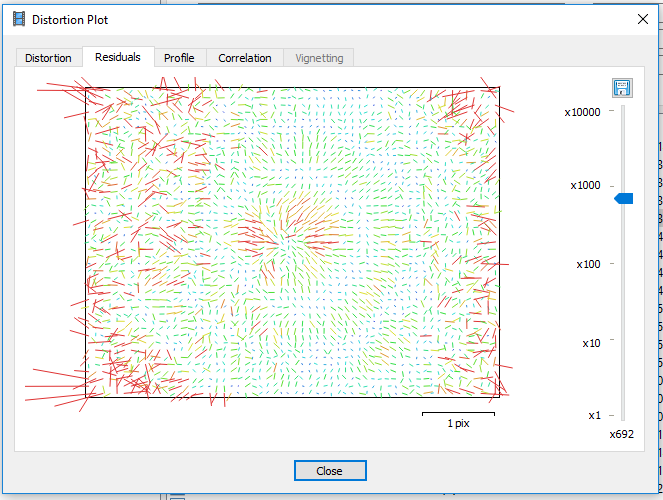 Distortion Plot
Distortion
Residuals
Profile
Correlation
Vignetting
x10000
x1000
x100
x10
x1
x692
1 pix
Close